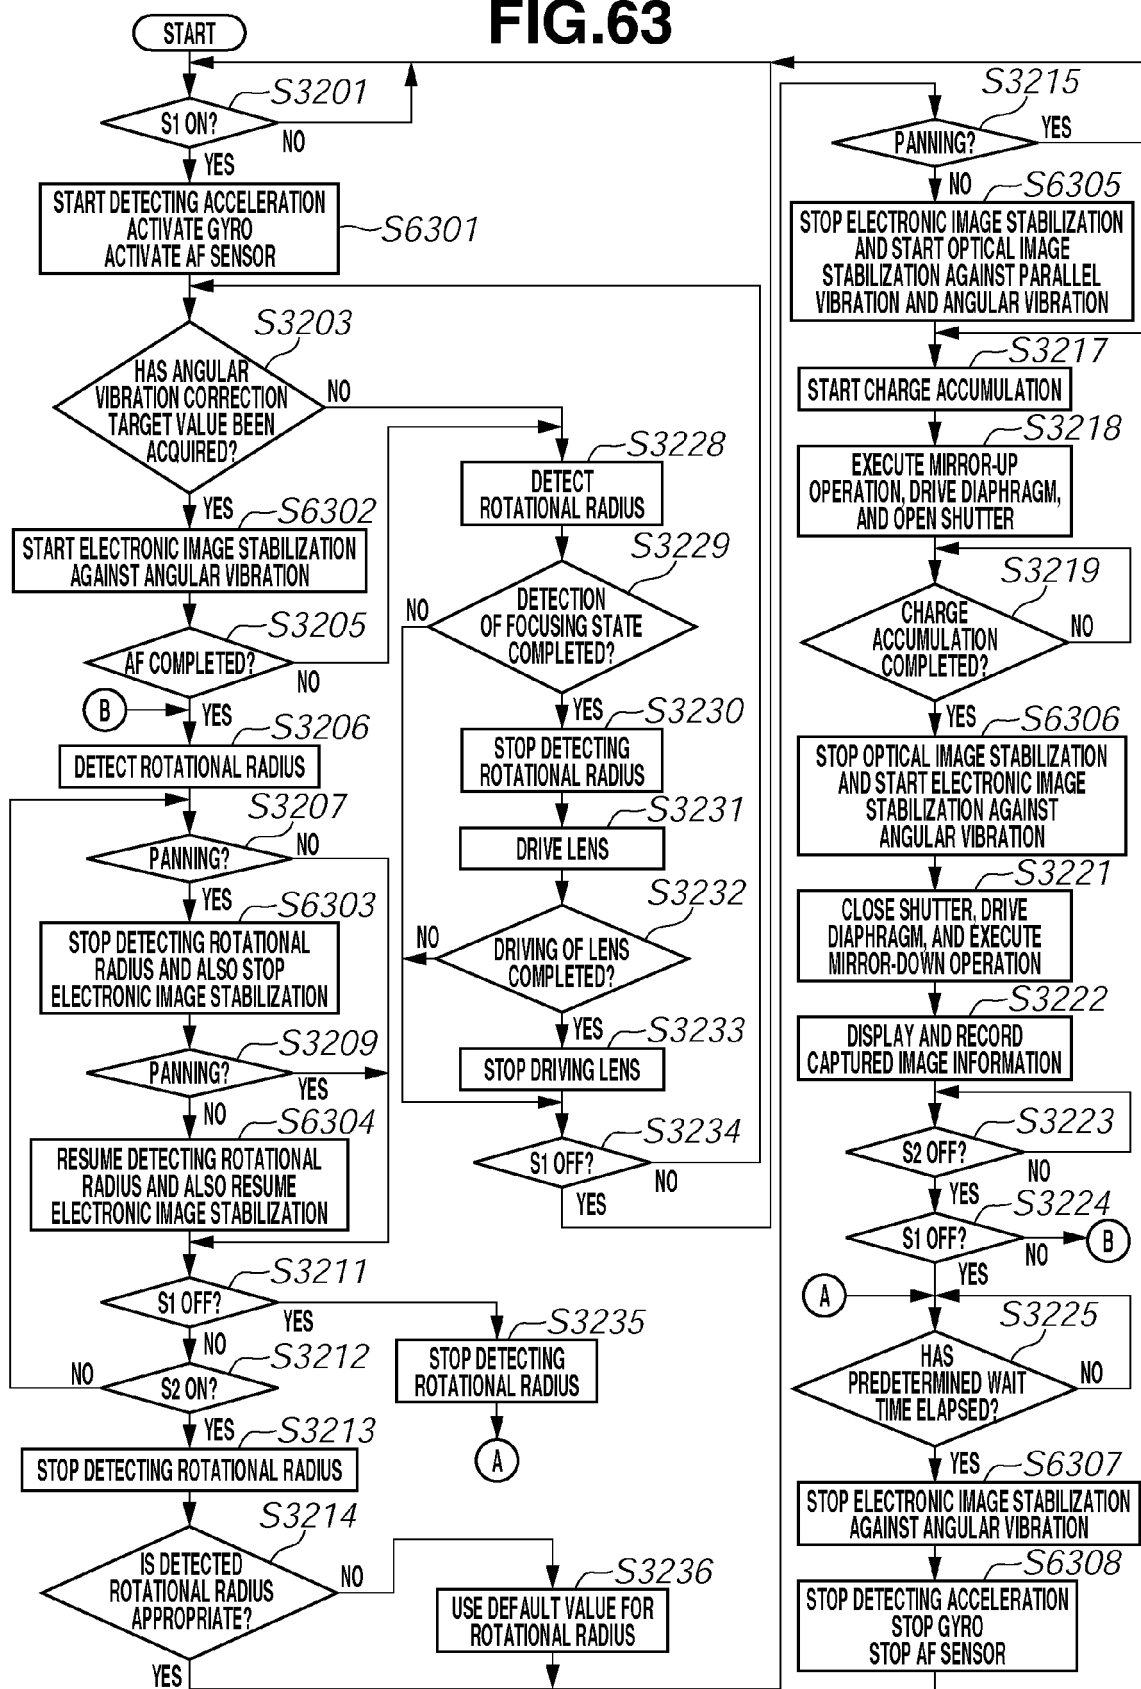 FIG.63
START
S3201
S1 ON?
NO
YES
START DETECTING ACCELERATION
ACTIVATE GYRO
ACTIVATE AF SENSOR
S6301
S3203
HAS ANGULAR
VIBRATION CORRECTION
TARGET VALUE BEEN
ACQUIRED?
NO
YES
S6302
START ELECTRONIC IMAGE STABILIZATION
AGAINST ANGULAR VIBRATION
S3205
AF COMPLETED?
NO
B
YES
S3206
DETECT ROTATIONAL RADIUS
S3207
PANNING?
NO
YES
S6303
STOP DETECTING ROTATIONAL
RADIUS AND ALSO STOP
ELECTRONIC IMAGE STABILIZATION
S3209
PANNING?
YES
NO
S6304
RESUME DETECTING ROTATIONAL
RADIUS AND ALSO RESUME
ELECTRONIC IMAGE STABILIZATION
S3211
S1 OFF?
YES
NO
S3212
NO
S2 ON?
YES
S3213
STOP DETECTING ROTATIONAL RADIUS
S3214
IS DETECTED
ROTATIONAL RADIUS
APPROPRIATE?
NO
YES
S3228
DETECT
ROTATIONAL RADIUS
S3229
NO
DETECTION
OF FOCUSING STATE
COMPLETED?
YES
S3230
STOP DETECTING
ROTATIONAL RADIUS
S3231
DRIVE LENS
S3232
NO
DRIVING OF LENS
COMPLETED?
YES
S3233
STOP DRIVING LENS
S3234
S1 OFF?
NO
YES
S3235
STOP DETECTING
ROTATIONAL RADIUS
A
S3236
USE DEFAULT VALUE FOR
ROTATIONAL RADIUS
S3215
PANNING?
YES
NO
S6305
STOP ELECTRONIC IMAGE STABILIZATION
AND START OPTICAL IMAGE
STABILIZATION AGAINST PARALLEL
VIBRATION AND ANGULAR VIBRATION
S3217
START CHARGE ACCUMULATION
S3218
EXECUTE MIRROR-UP
OPERATION, DRIVE DIAPHRAGM,
AND OPEN SHUTTER
S3219
CHARGE
ACCUMULATION
COMPLETED?
NO
YES
S6306
STOP OPTICAL IMAGE STABILIZATION
AND START ELECTRONIC IMAGE
STABILIZATION AGAINST
ANGULAR VIBRATION
S3221
CLOSE SHUTTER, DRIVE
DIAPHRAGM, AND EXECUTE
MIRROR-DOWN OPERATION
S3222
DISPLAY AND RECORD
CAPTURED IMAGE INFORMATION
S3223
S2 OFF?
NO
YES
S3224
S1 OFF?
NO
B
YES
A
S3225
HAS
PREDETERMINED WAIT
TIME ELAPSED?
NO
YES
S6307
STOP ELECTRONIC IMAGE STABILIZATION
AGAINST ANGULAR VIBRATION
S6308
STOP DETECTING ACCELERATION
STOP GYRO
STOP AF SENSOR